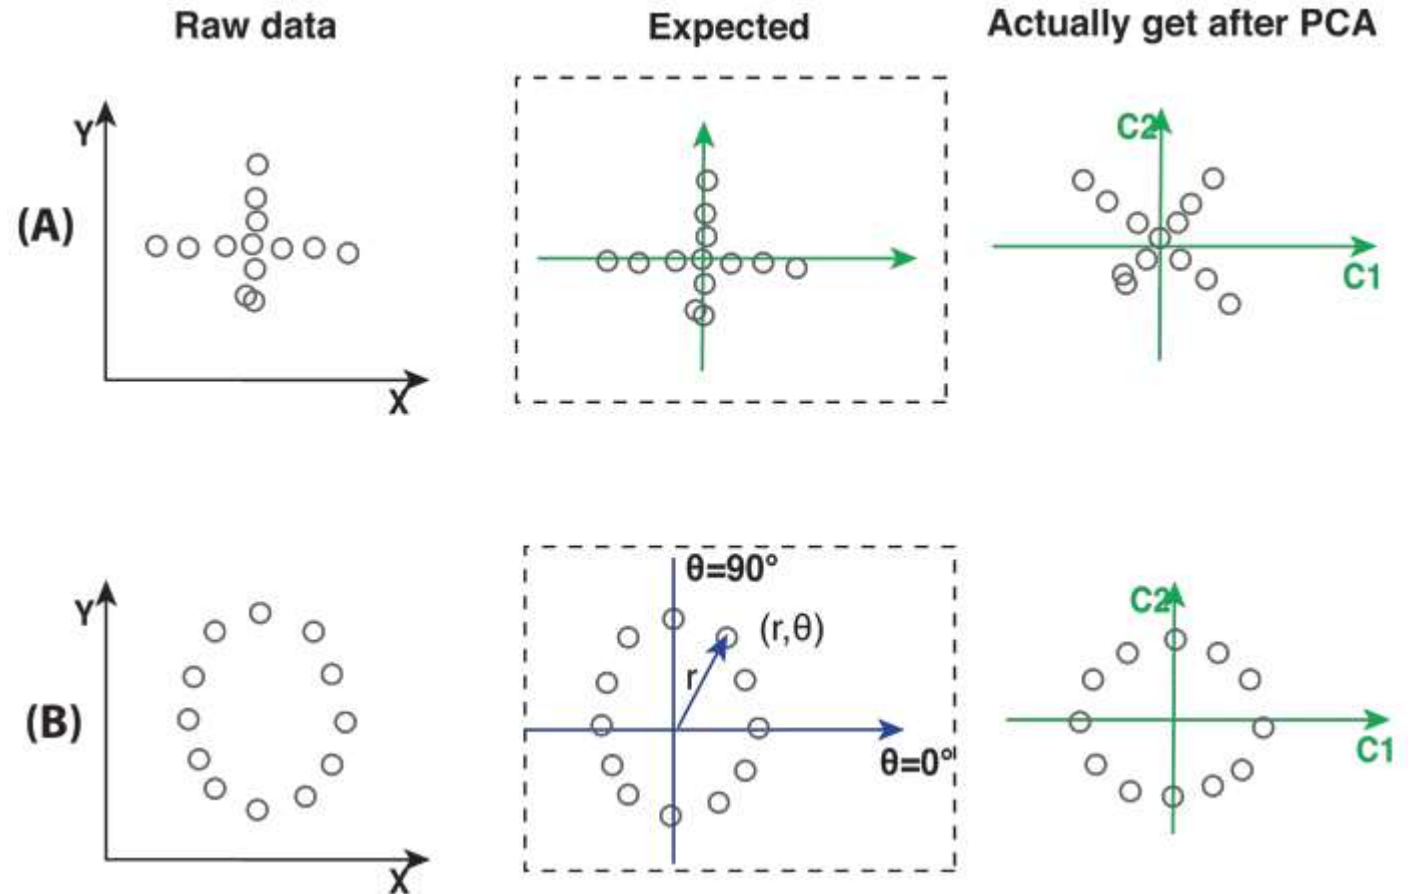 Raw data
Expected
Actually get after PCA
(A)
Y
X
C2
C1
(B)
Y
X
θ=90°
(r,θ)
r
θ=0°
C2
C1